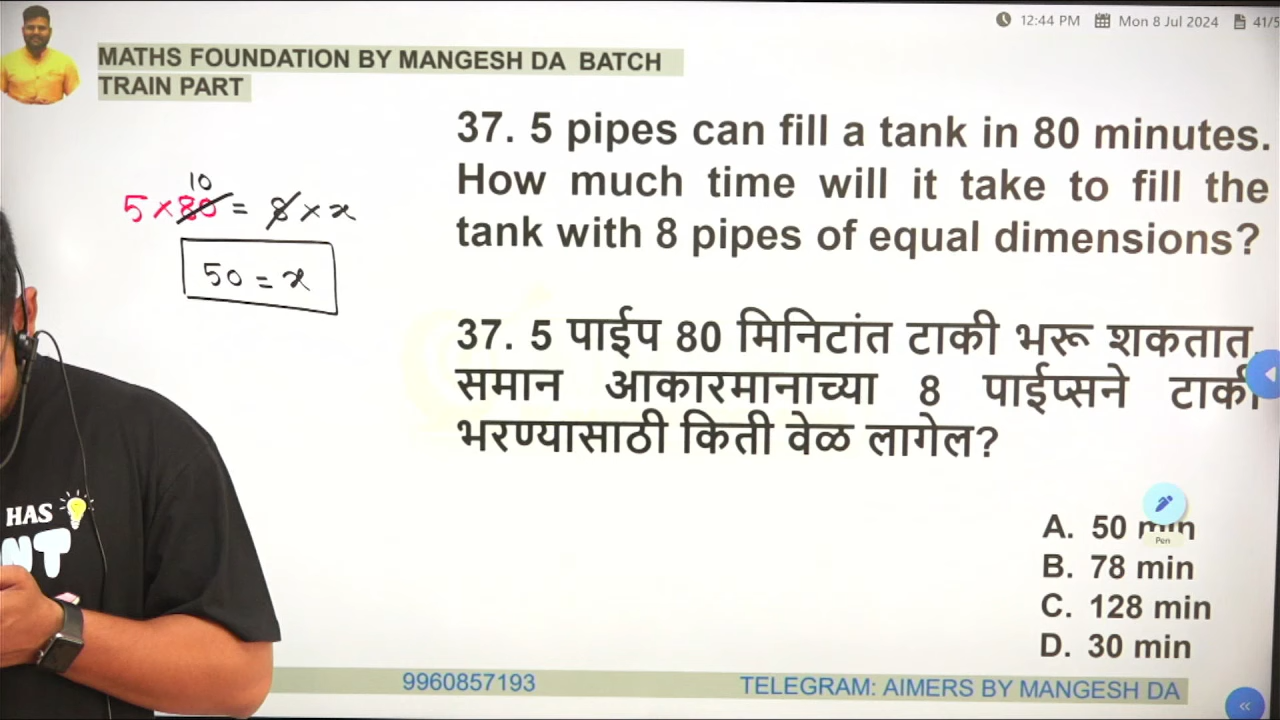 12:44 PM Mon 8 Jul 2024 41/5
MATHS FOUNDATION BY MANGESH DA BATCH
TRAIN PART
37. 5 pipes can fill a tank in 80 minutes.
How much time will it take to fill the
tank with 8 pipes of equal dimensions?
10
5 × 80 = 8 × x
50 = x
37. 5 पाईप 80 मिनिटांत टाकी भरू शकतात.
समान आकारमानाच्या 8 पाईप्सने टाकी
भरण्यासाठी किती वेळ लागेल?
A. 50 min
Pen
B. 78 min
C. 128 min
D. 30 min
HAS
NT
9960857193
TELEGRAM: AIMERS BY MANGESH DA